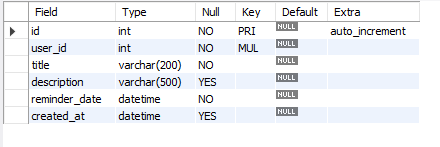 Field Type Null Key Default Extra
id int NO PRI NULL auto_increment
user_id int NO MUL NULL
title varchar(200) NO NULL
description varchar(500) YES NULL
reminder_date datetime NO NULL
created_at datetime YES NULL